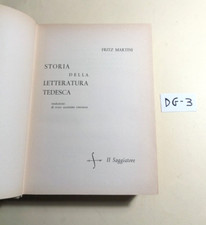 FRITZ MARTINI
STORIA
DELLA
LETTERATURA
TEDESCA
Il Saggiatore
DG-3